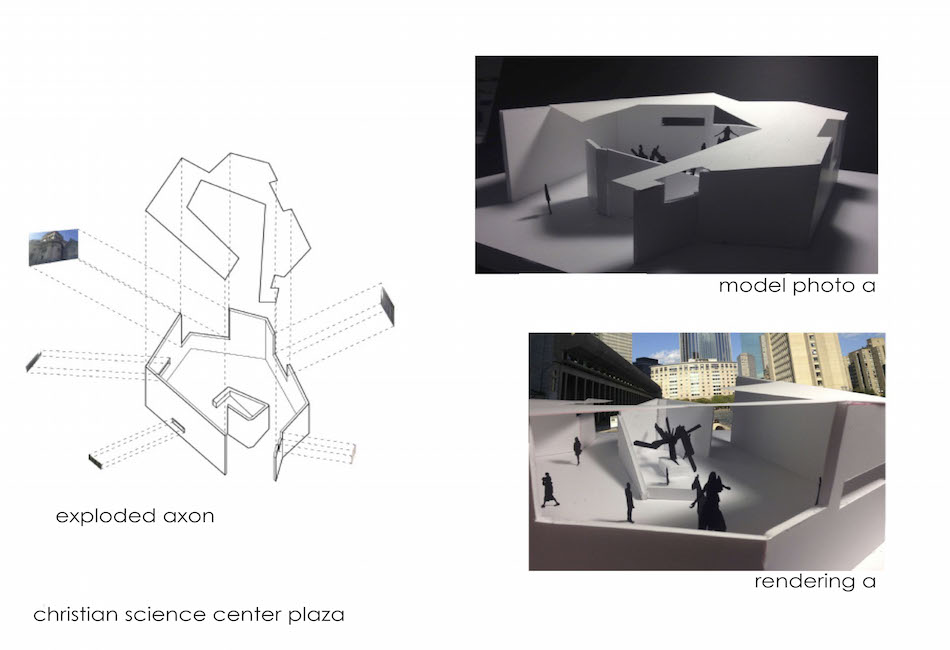 model photo a
exploded axon
rendering a
christian science center plaza